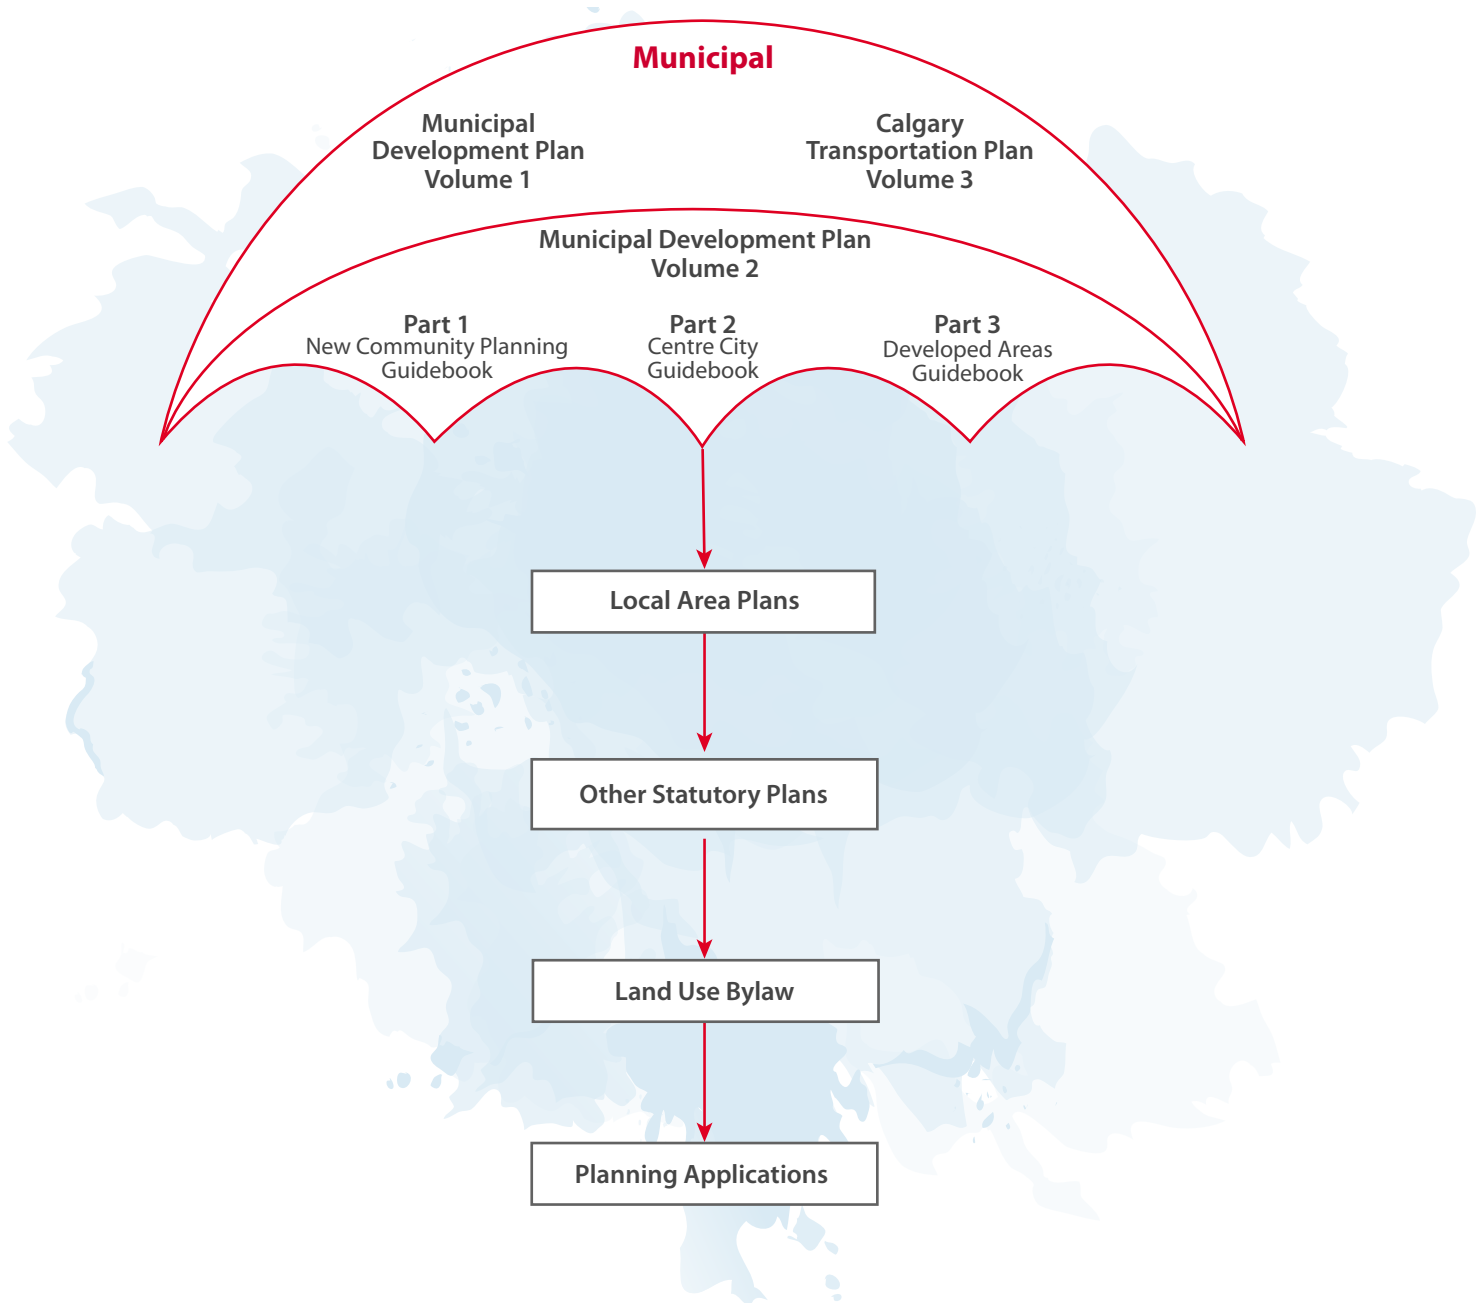 Municipal
Municipal
Development Plan
Volume 1
Calgary
Transportation Plan
Volume 3
Municipal Development Plan
Volume 2
Part 1
New Community Planning
Guidebook
Part 2
Centre City
Guidebook
Part 3
Developed Areas
Guidebook
Local Area Plans
Other Statutory Plans
Land Use Bylaw
Planning Applications